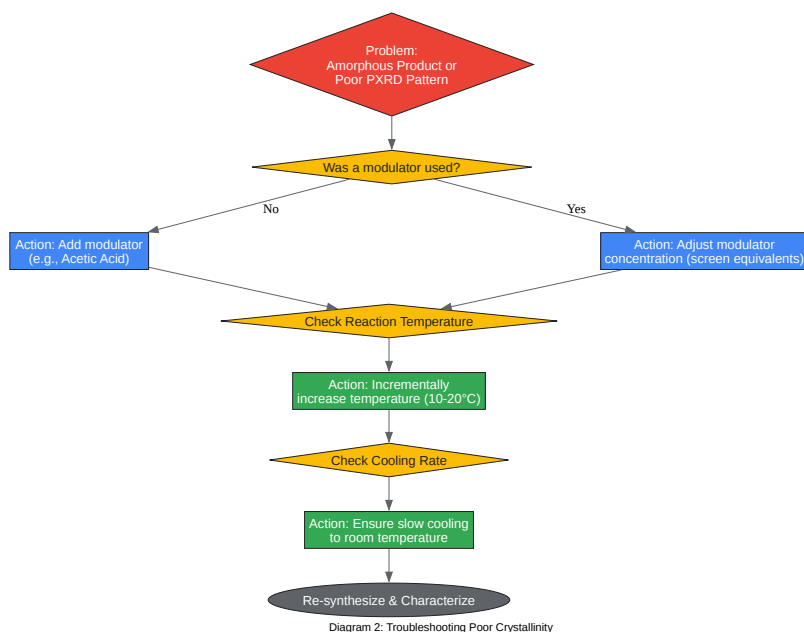 Problem:
Amorphous Product or
Poor PXRD Pattern
Was a modulator used?
No
Yes
Action: Add modulator
(e.g., Acetic Acid)
Action: Adjust modulator
concentration (screen equivalents)
Check Reaction Temperature
Action: Incrementally
increase temperature (10-20°C)
Check Cooling Rate
Action: Ensure slow cooling
to room temperature
Re-synthesize & Characterize
Diagram 2: Troubleshooting Poor Crystallinity